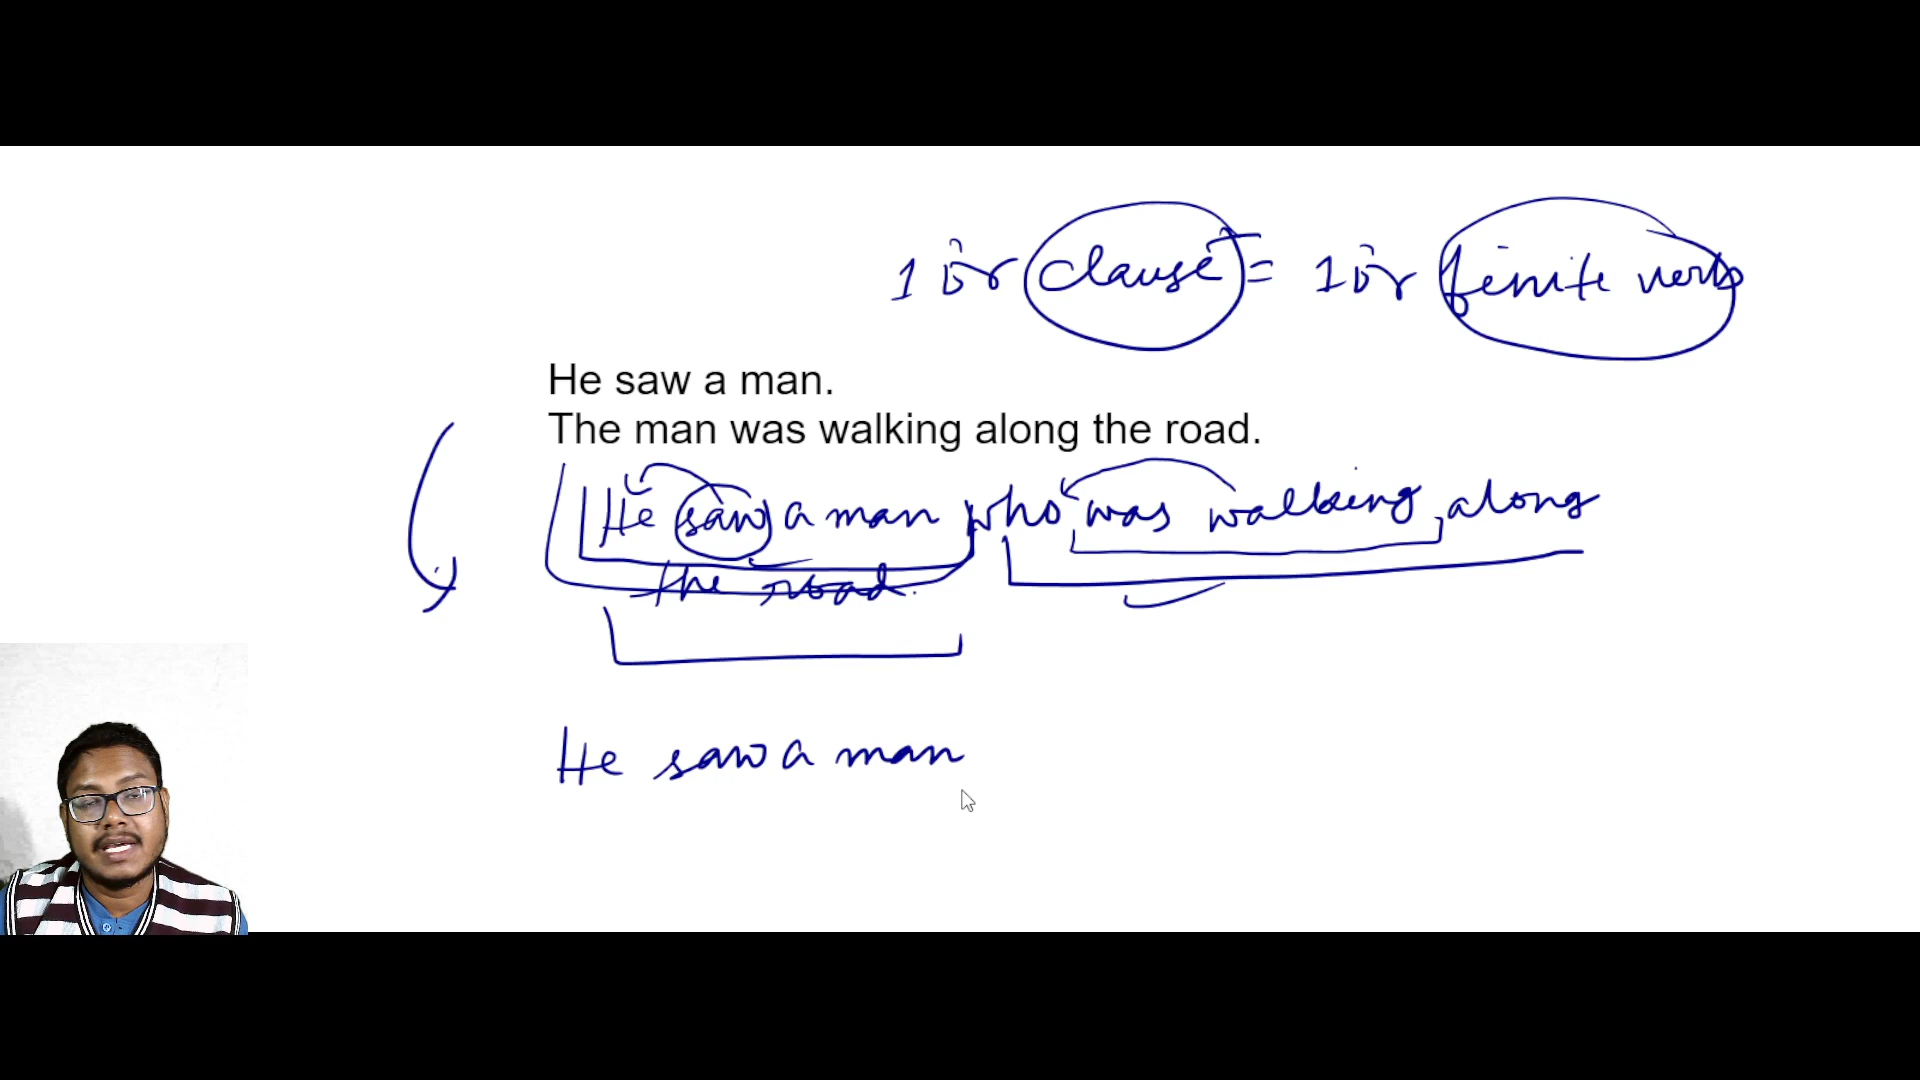 1 টি clause = 1 টি finite verb
He saw a man.
The man was walking along the road.
He saw a man who was walking along
the road.
He saw a man